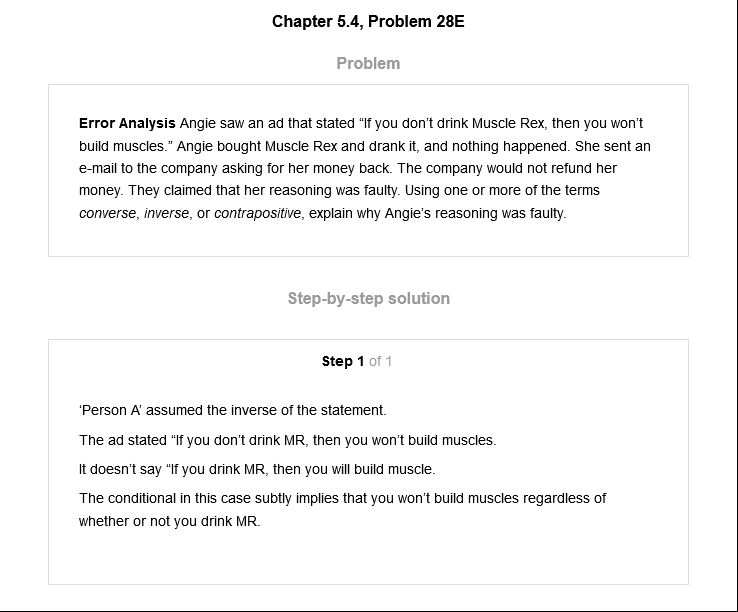 Chapter 5.4, Problem 28E
Problem
Error Analysis Angie saw an ad that stated “If you don’t drink Muscle Rex, then you won’t
build muscles.” Angie bought Muscle Rex and drank it, and nothing happened. She sent an
e-mail to the company asking for her money back. The company would not refund her
money. They claimed that her reasoning was faulty. Using one or more of the terms
converse, inverse, or contrapositive, explain why Angie’s reasoning was faulty.
Step-by-step solution
Step 1 of 1
‘Person A’ assumed the inverse of the statement.
The ad stated “If you don’t drink MR, then you won’t build muscles.
It doesn’t say “If you drink MR, then you will build muscle.
The conditional in this case subtly implies that you won’t build muscles regardless of
whether or not you drink MR.